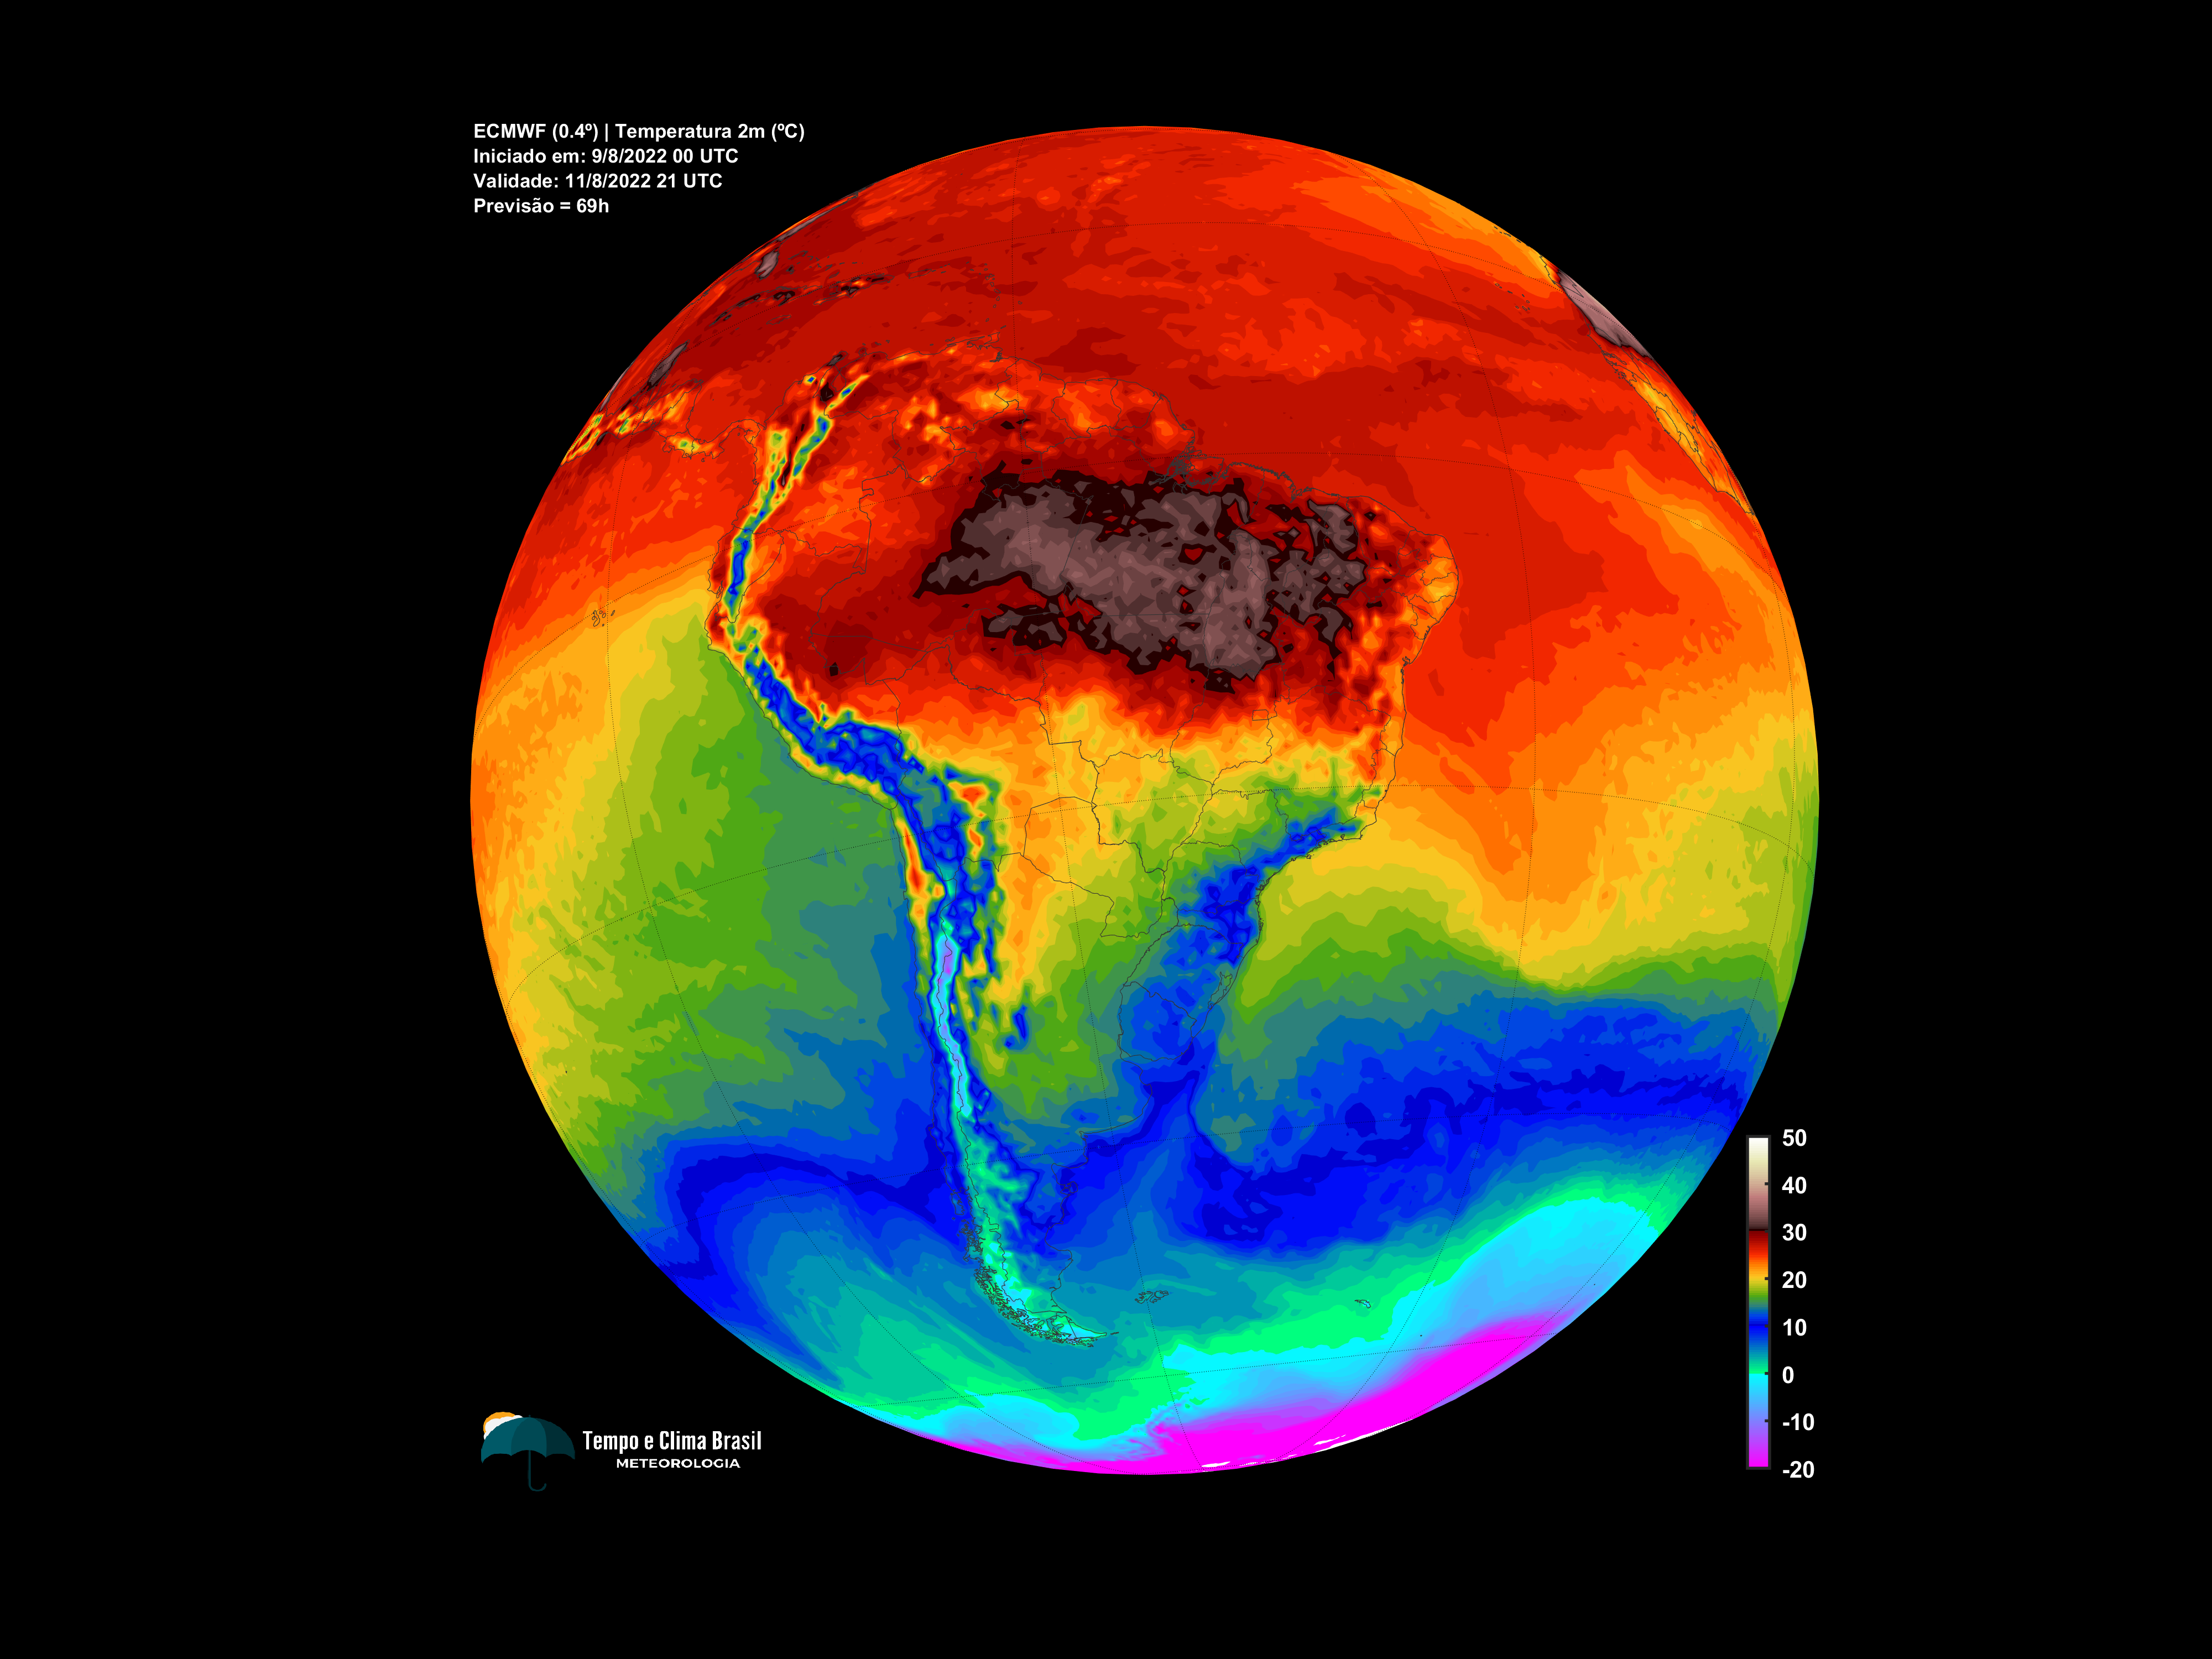 ECMWF (0.4º) | Temperatura 2m (ºC)
Iniciado em: 9/8/2022 00 UTC
Validade: 11/8/2022 21 UTC
Previsão = 69h
50
40
30
20
10
0
-10
-20
Tempo e Clima Brasil
METEOROLOGIA